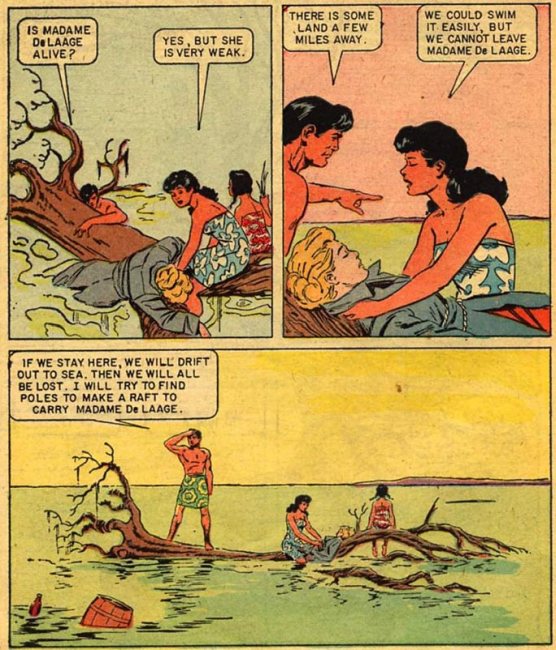 IS MADAME
De LAAGE
ALIVE?
YES, BUT SHE
IS VERY WEAK.
THERE IS SOME
LAND A FEW
MILES AWAY.
WE COULD SWIM
IT EASILY, BUT
WE CANNOT LEAVE
MADAME De LAAGE.
IF WE STAY HERE, WE WILL DRIFT
OUT TO SEA. THEN WE WILL ALL
BE LOST. I WILL TRY TO FIND
POLES TO MAKE A RAFT TO
CARRY MADAME De LAAGE.